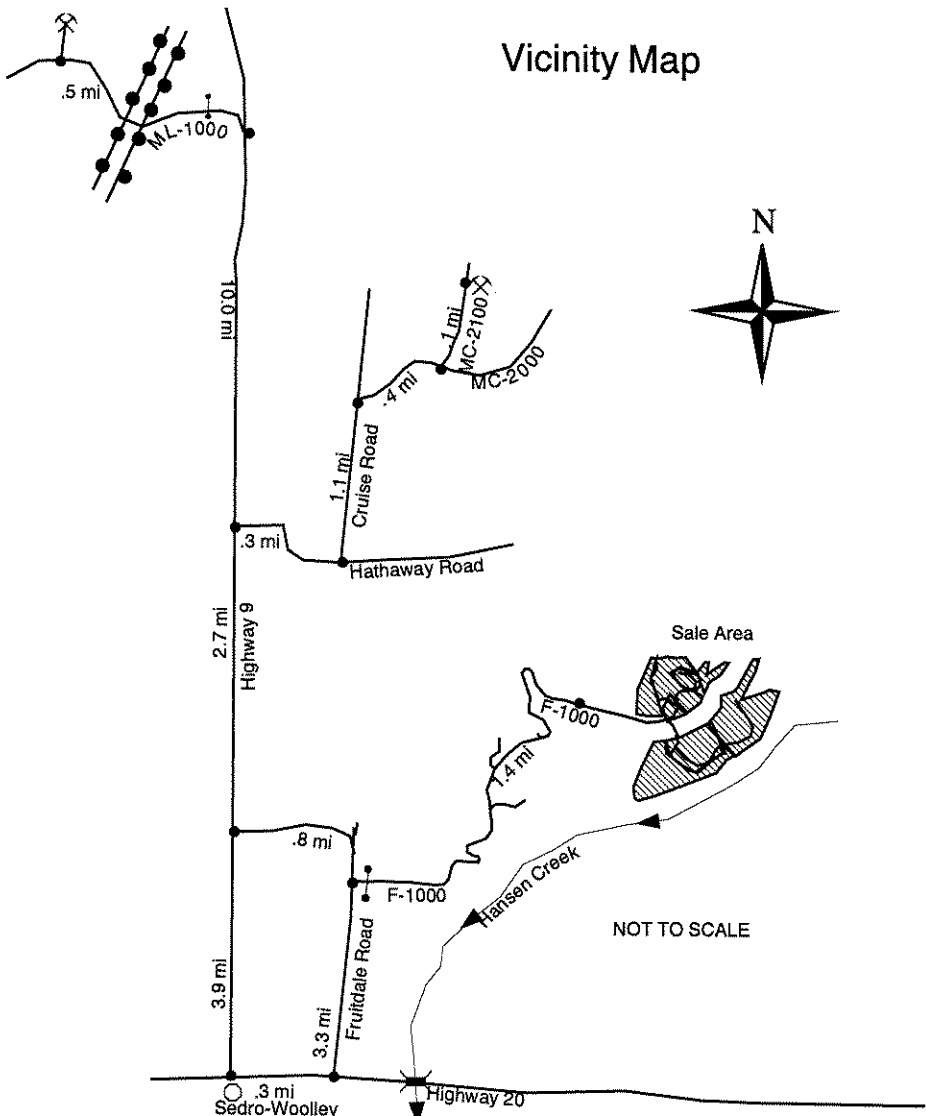 Vicinity Map
.5 mi
ML-1000
N
10.0 mi
.1 mi
MC-2100
MC-2000
.4 mi
1.1 mi
Cruise Road
.3 mi
Hathaway Road
2.7 mi
Highway 9
Sale Area
F-1000
1.4 mi
.8 mi
F-1000
Hansen Creek
NOT TO SCALE
3.9 mi
Fruitdale Road
3.3 mi
.3 mi
Highway 20
Sedro-Woolley